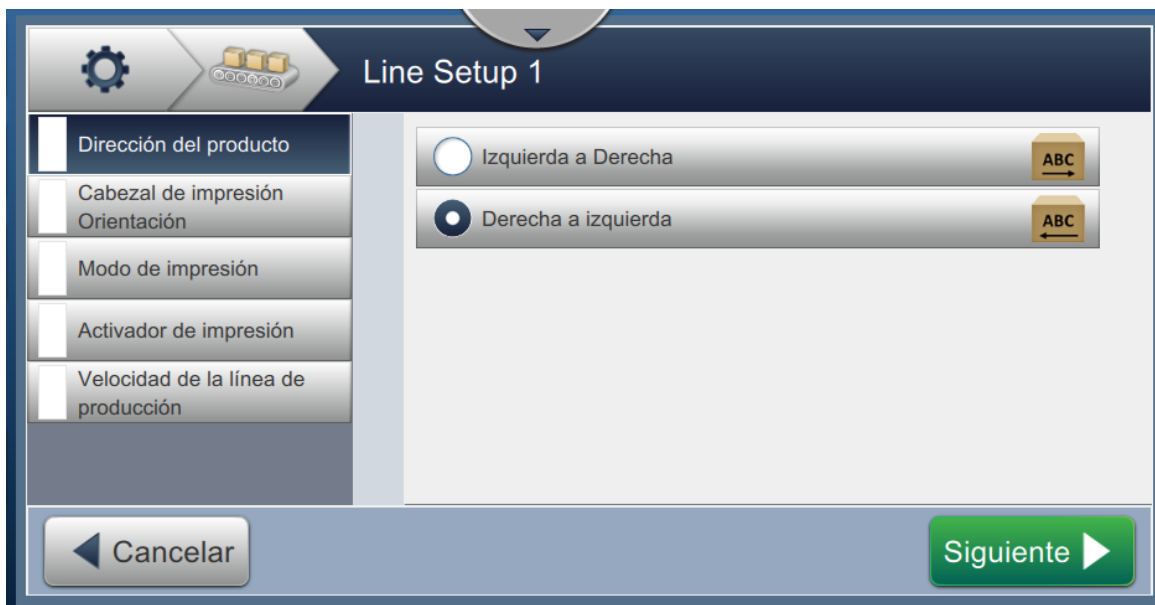 Line Setup 1
Dirección del producto
Cabezal de impresión
Orientación
Modo de impresión
Activador de impresión
Velocidad de la línea de
producción
Izquierda a Derecha
ABC
Derecha a izquierda
ABC
Cancelar
Siguiente